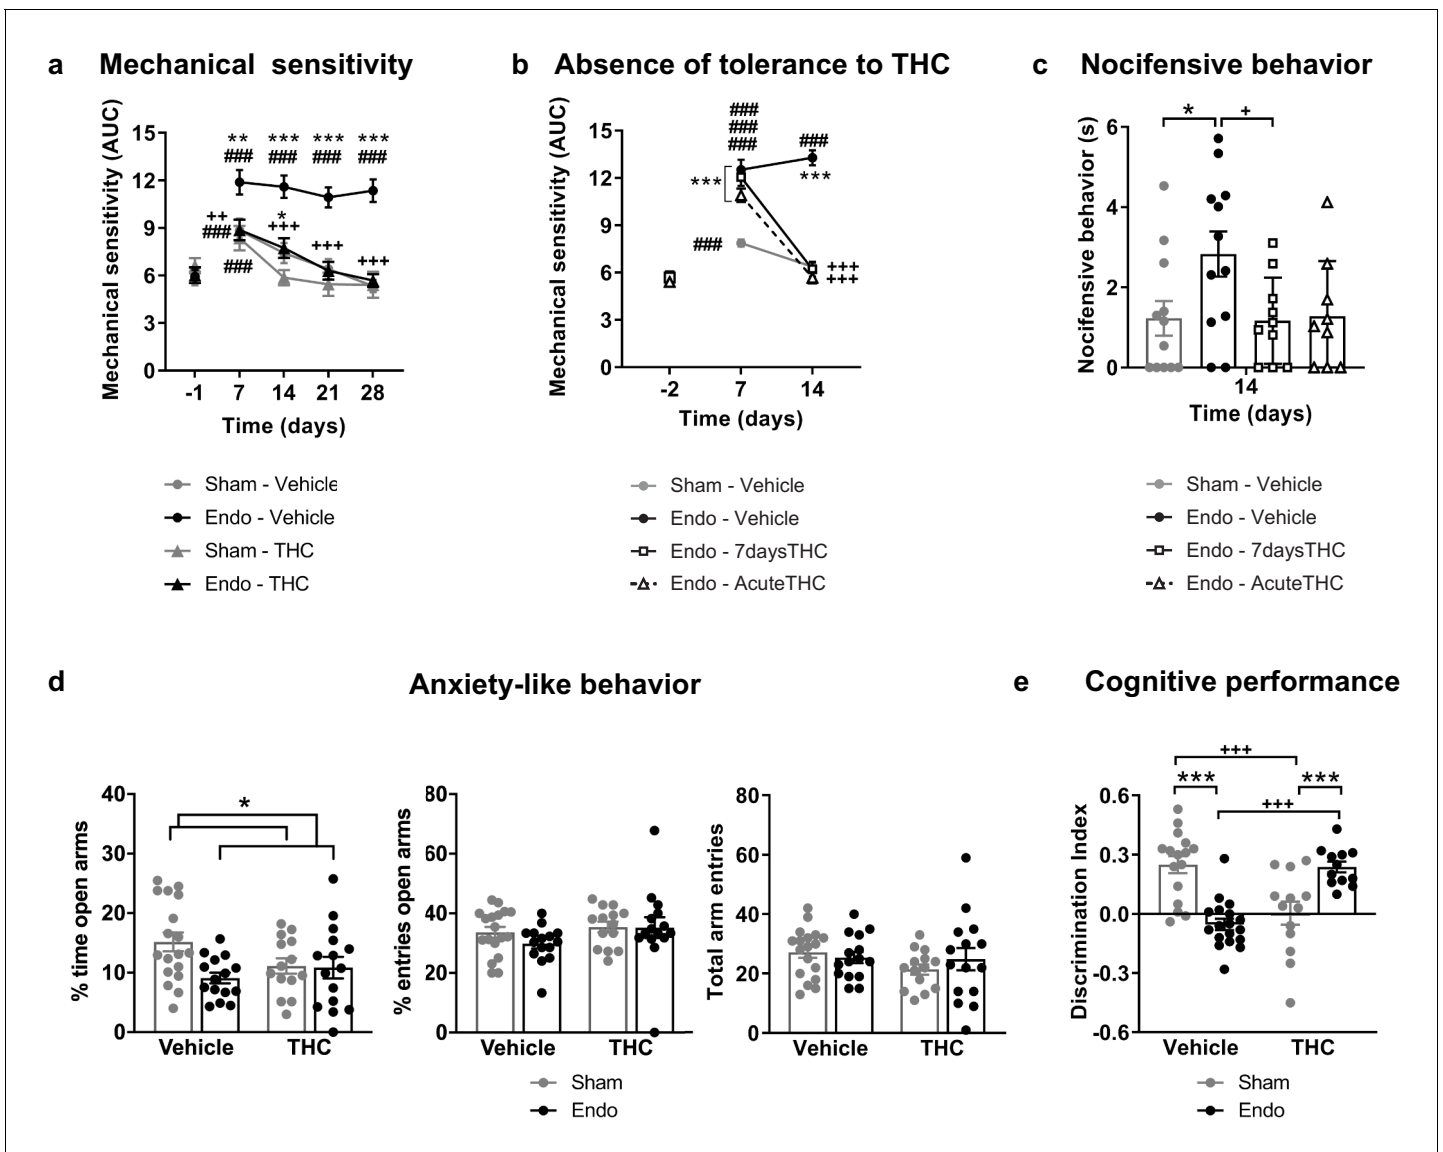 a Mechanical sensitivity
Mechanical sensitivity (AUC)
15
12
9
6
3
0
** *** *** ***
### ### ### ###
++
###
*
+++
+++
+++
###
-1 7 14 21 28
Time (days)
Sham - Vehicle
Endo - Vehicle
Sham - THC
Endo - THC
b Absence of tolerance to THC
Mechanical sensitivity (AUC)
15
12
9
6
3
0
###
###
###
###
***
***
###
+++
+++
-2 7 14
Time (days)
Sham - Vehicle
Endo - Vehicle
Endo - 7daysTHC
Endo - AcuteTHC
c Nocifensive behavior
Nocifensive behavior (s)
6
4
2
0
* +
14
Time (days)
Sham - Vehicle
Endo - Vehicle
Endo - 7daysTHC
Endo - AcuteTHC
d Anxiety-like behavior
% time open arms
40
30
20
10
0
*
Vehicle THC
% entries open arms
80
60
40
20
0
Vehicle THC
Total arm entries
80
60
40
20
0
Vehicle THC
Sham
Endo
e Cognitive performance
Discrimination Index
0.6
0.3
0.0
-0.3
-0.6
+++
*** ***
+++
Vehicle THC
Sham
Endo